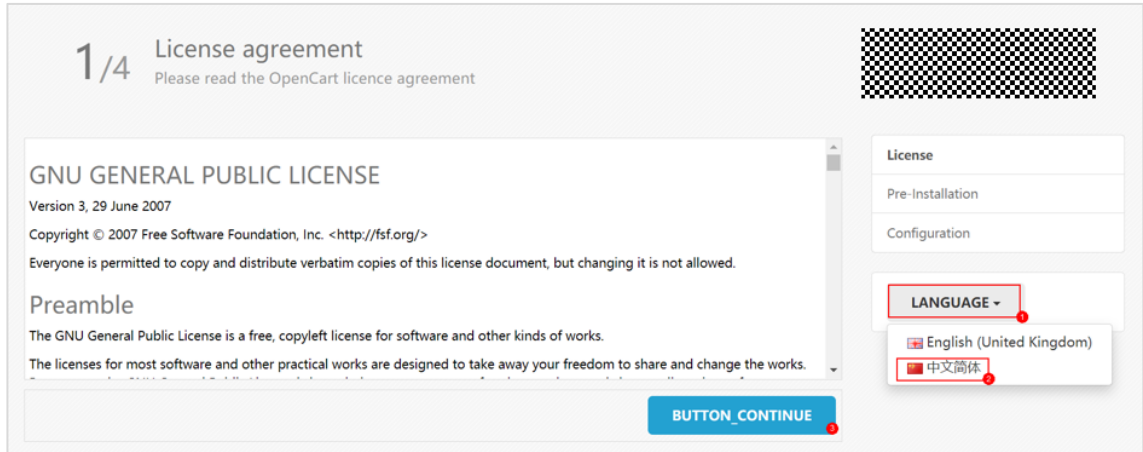 1/4
License agreement
Please read the OpenCart licence agreement
GNU GENERAL PUBLIC LICENSE
Version 3, 29 June 2007
Copyright © 2007 Free Software Foundation, Inc. <http://fsf.org/>
Everyone is permitted to copy and distribute verbatim copies of this license document, but changing it is not allowed.
Preamble
The GNU General Public License is a free, copyleft license for software and other kinds of works.
The licenses for most software and other practical works are designed to take away your freedom to share and change the works.
BUTTON_CONTINUE
3
License
Pre-Installation
Configuration
LANGUAGE
1
English (United Kingdom)
中文简体
2